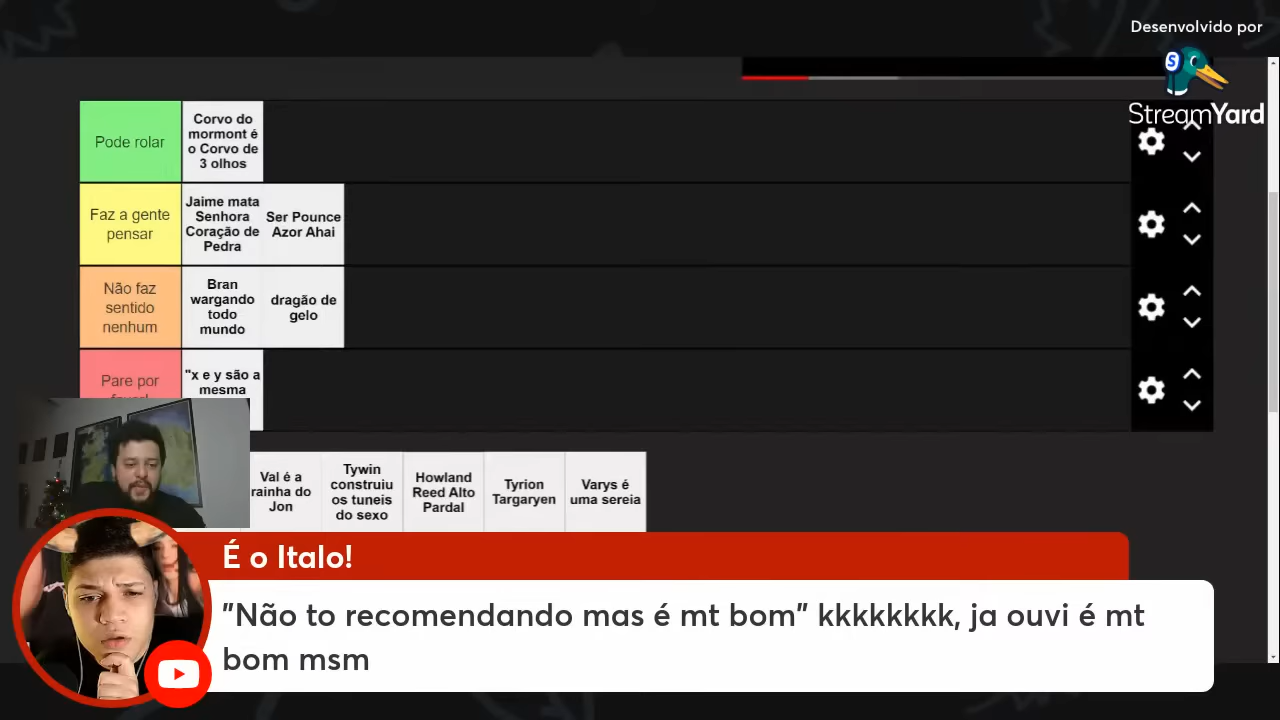 Desenvolvido por
StreamYard
Pode rolar
Corvo do
mormont é
o Corvo de
3 olhos
Faz a gente
pensar
Jaime mata
Senhora
Coração de
Pedra
Ser Pounce
Azor Ahai
Não faz
sentido
nenhum
Bran
wargando
todo
mundo
dragão de
gelo
Pare por
"x e y são a
mesma
Val é a
rainha do
Jon
Tywin
construiu
os tuneis
do sexo
Howland
Reed Alto
Pardal
Tyrion
Targaryen
Varys é
uma sereia
É o Italo!
"Não to recomendando mas é mt bom" kkkkkkkk, ja ouvi é mt
bom msm